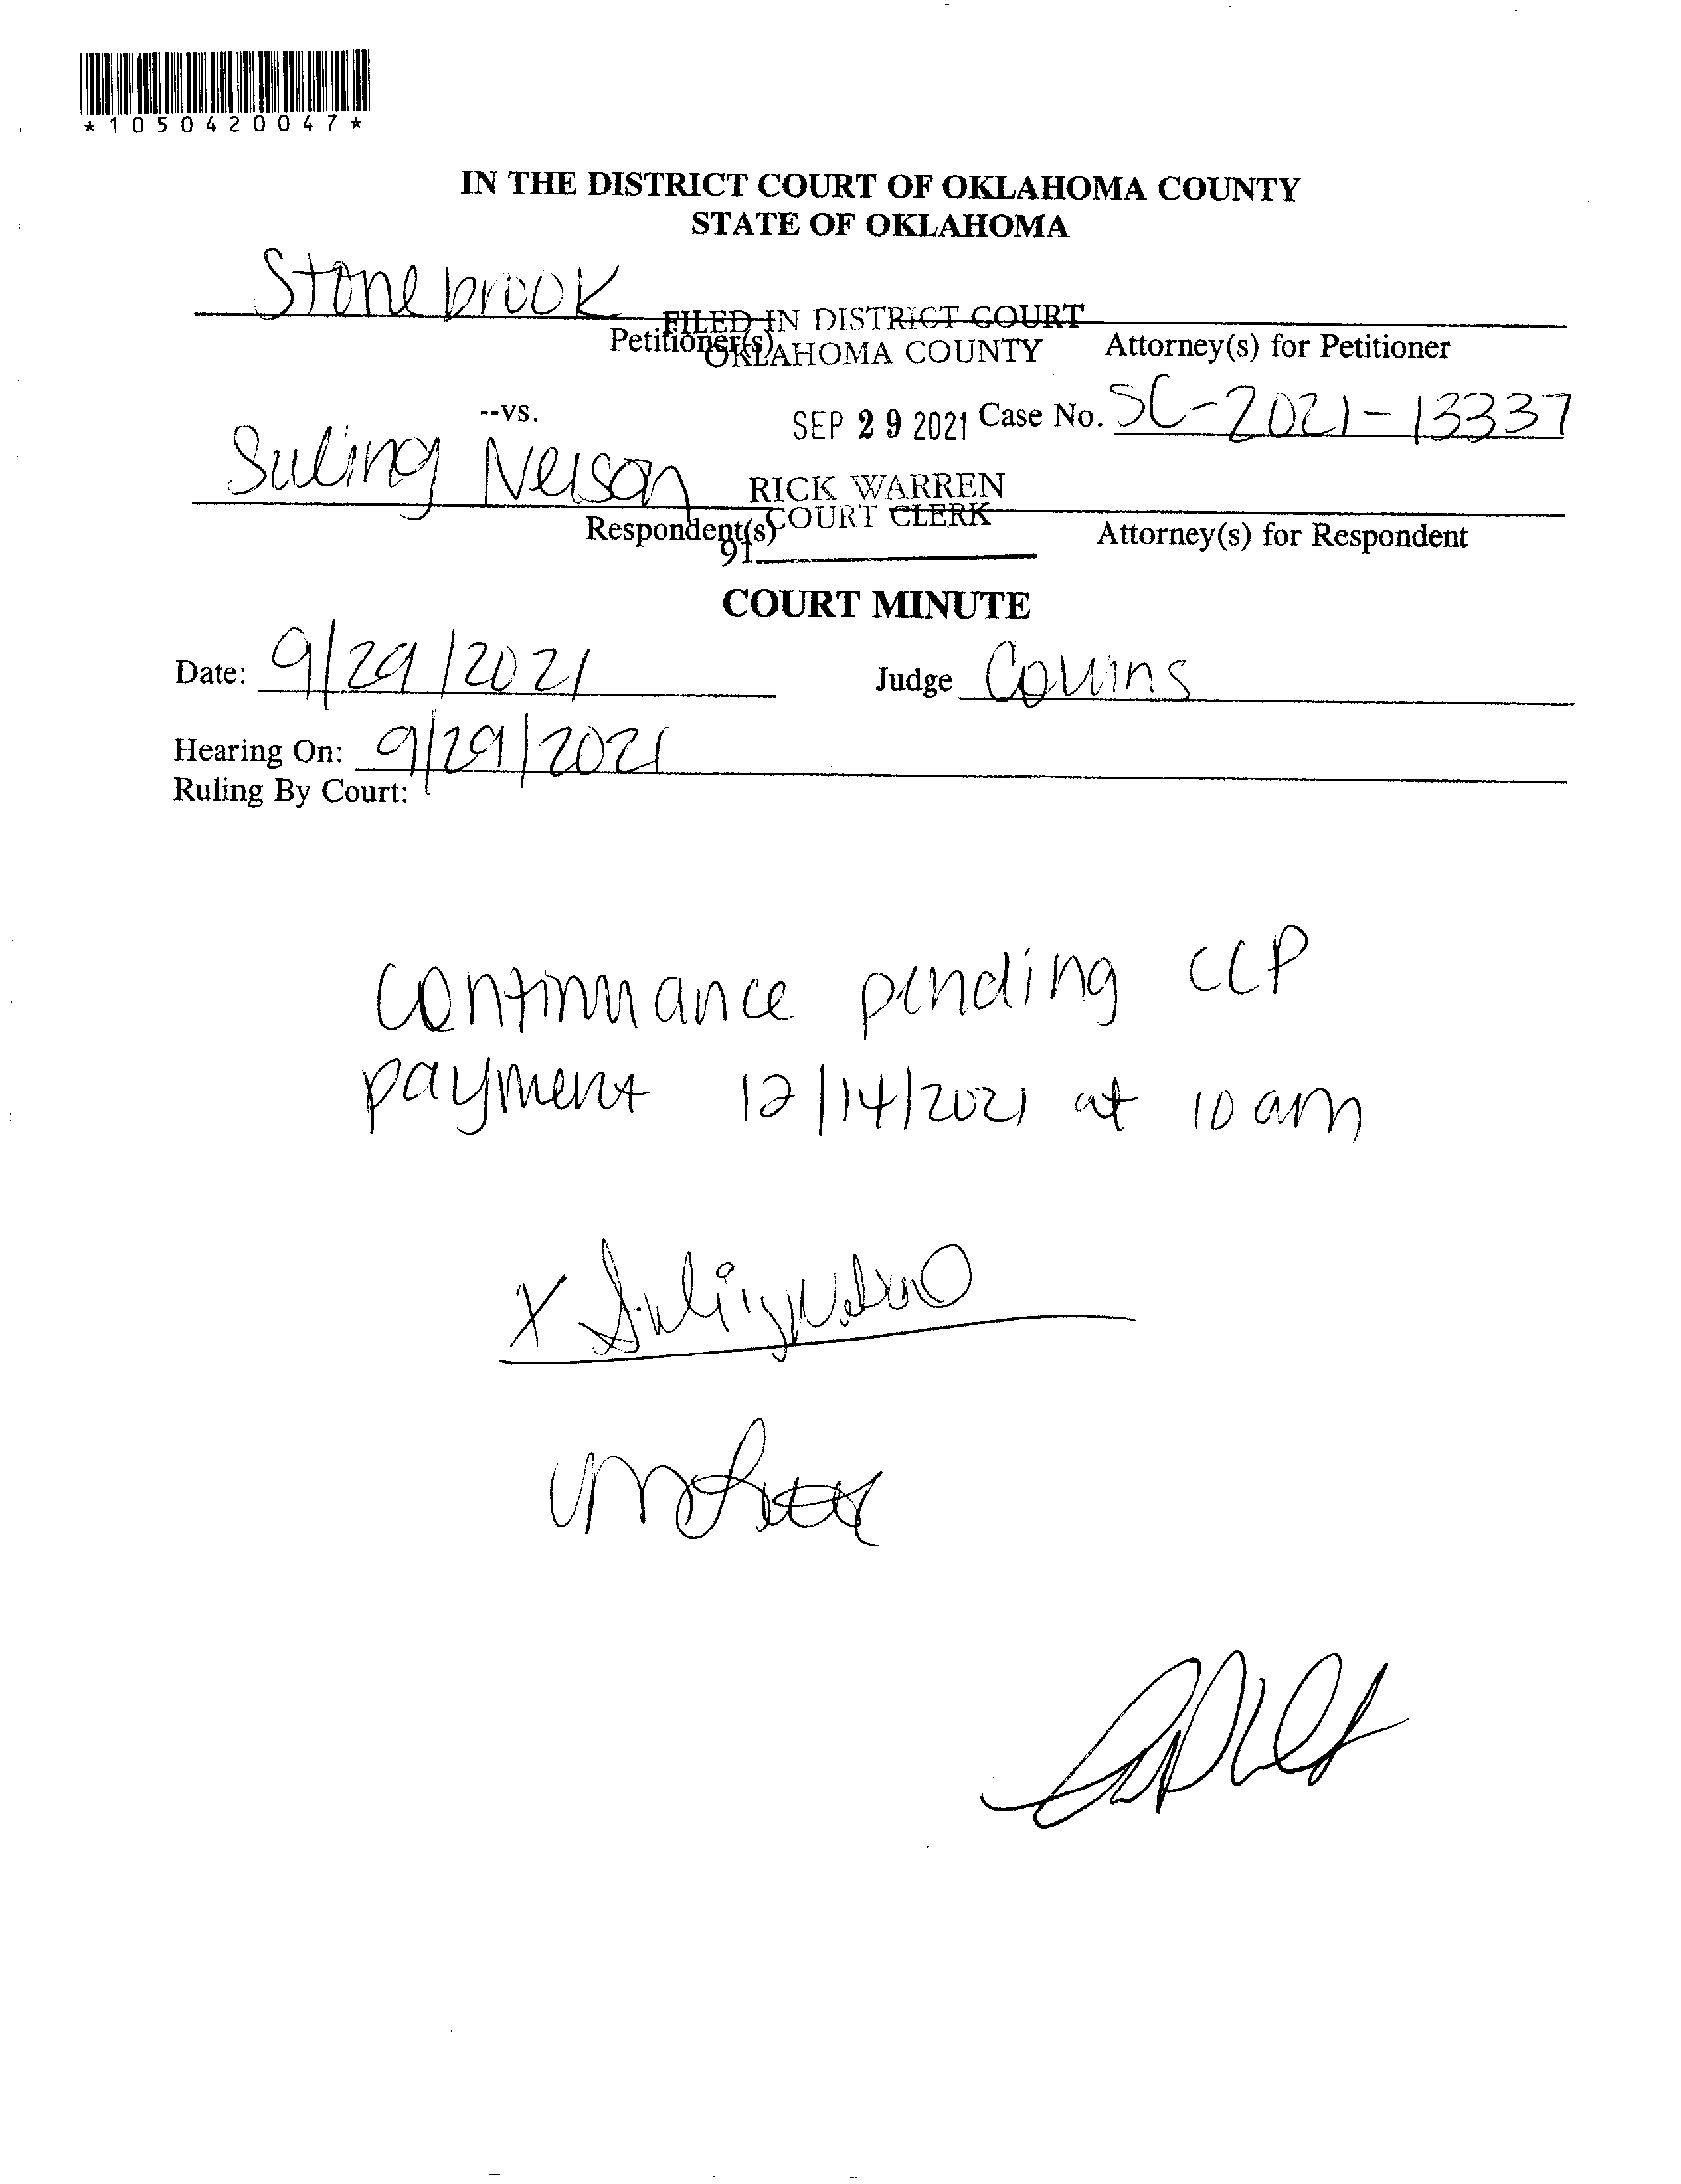 *1050420047*
IN THE DISTRICT COURT OF OKLAHOMA COUNTY
STATE OF OKLAHOMA
Stonebrook
FILED IN DISTRICT COURT
OKLAHOMA COUNTY
Petitioner(s)
Attorney(s) for Petitioner
--vs.
SEP 29 2021
Case No. SC-2021-13337
Suling Nelson
RICK WARREN
COURT CLERK
Respondent(s)
Attorney(s) for Respondent
91
COURT MINUTE
Date: 9/29/2021
Judge Collins
Hearing On: 9/29/2021
Ruling By Court:
continuance pending CCP
payment 12/14/2021 at 10 am
x Suling Nelson